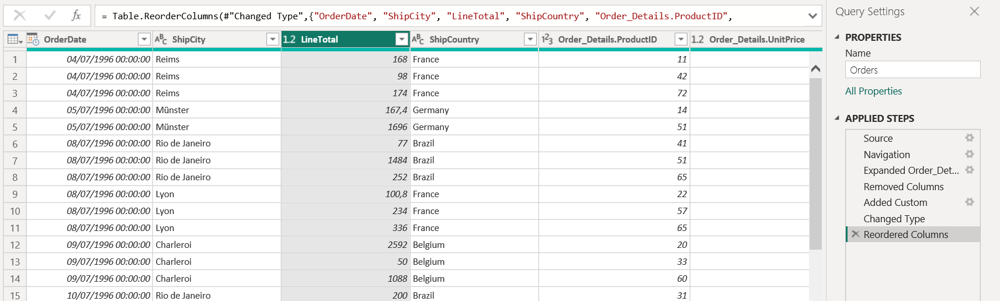 fx = Table.ReorderColumns(#"Changed Type",{"OrderDate", "ShipCity", "LineTotal", "ShipCountry", "Order_Details.ProductID",
OrderDate ABC ShipCity 1.2 LineTotal ABC ShipCountry 123 Order_Details.ProductID 1.2 Order_Details.UnitPrice
1 04/07/1996 00:00:00 Reims 168 France 11
2 04/07/1996 00:00:00 Reims 98 France 42
3 04/07/1996 00:00:00 Reims 174 France 72
4 05/07/1996 00:00:00 Münster 167,4 Germany 14
5 05/07/1996 00:00:00 Münster 1696 Germany 51
6 08/07/1996 00:00:00 Rio de Janeiro 77 Brazil 41
7 08/07/1996 00:00:00 Rio de Janeiro 1484 Brazil 51
8 08/07/1996 00:00:00 Rio de Janeiro 252 Brazil 65
9 08/07/1996 00:00:00 Lyon 100,8 France 22
10 08/07/1996 00:00:00 Lyon 234 France 57
11 08/07/1996 00:00:00 Lyon 336 France 65
12 09/07/1996 00:00:00 Charleroi 2592 Belgium 20
13 09/07/1996 00:00:00 Charleroi 50 Belgium 33
14 09/07/1996 00:00:00 Charleroi 1088 Belgium 60
15 10/07/1996 00:00:00 Rio de Janeiro 200 Brazil 31
Query Settings
PROPERTIES
Name
Orders
All Properties
APPLIED STEPS
Source
Navigation
Expanded Order_Det...
Removed Columns
Added Custom
Changed Type
Reordered Columns